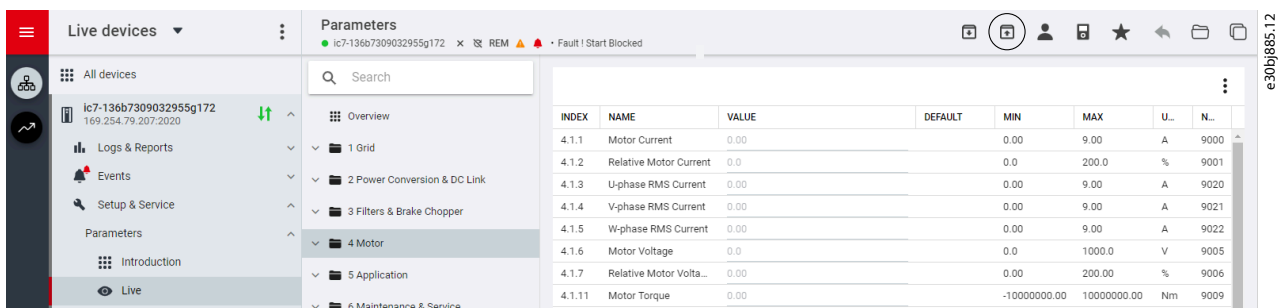 Live devices
Parameters
ic7-136b7309032955g172 REM Fault ! Start Blocked
e30bj885.12
All devices
ic7-136b7309032955g172
169.254.79.207:2020
Logs & Reports
Events
Setup & Service
Parameters
Introduction
Live
Search
Overview
1 Grid
2 Power Conversion & DC Link
3 Filters & Brake Chopper
4 Motor
5 Application
6 Maintenance & Service
INDEX NAME VALUE DEFAULT MIN MAX U... N...
4.1.1 Motor Current 0.00 0.00 9.00 A 9000
4.1.2 Relative Motor Current 0.0 0.0 200.0 % 9001
4.1.3 U-phase RMS Current 0.00 0.00 9.00 A 9020
4.1.4 V-phase RMS Current 0.00 0.00 9.00 A 9021
4.1.5 W-phase RMS Current 0.00 0.00 9.00 A 9022
4.1.6 Motor Voltage 0.00 0.0 1000.0 V 9005
4.1.7 Relative Motor Volta... 0.00 0.00 200.00 % 9006
4.1.11 Motor Torque 0.00 -10000000.00 10000000.00 Nm 9009